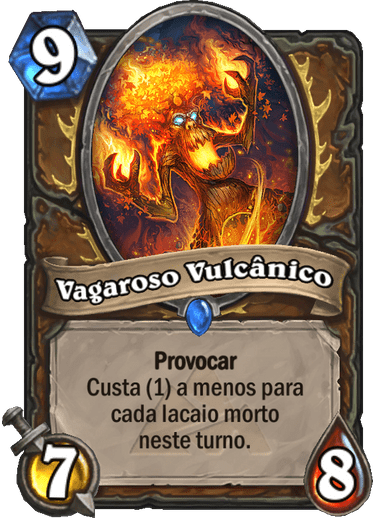 9
Vagaroso Vulcânico
Provocar
Custa (1) a menos para
cada lacaio morto
neste turno.
7
8